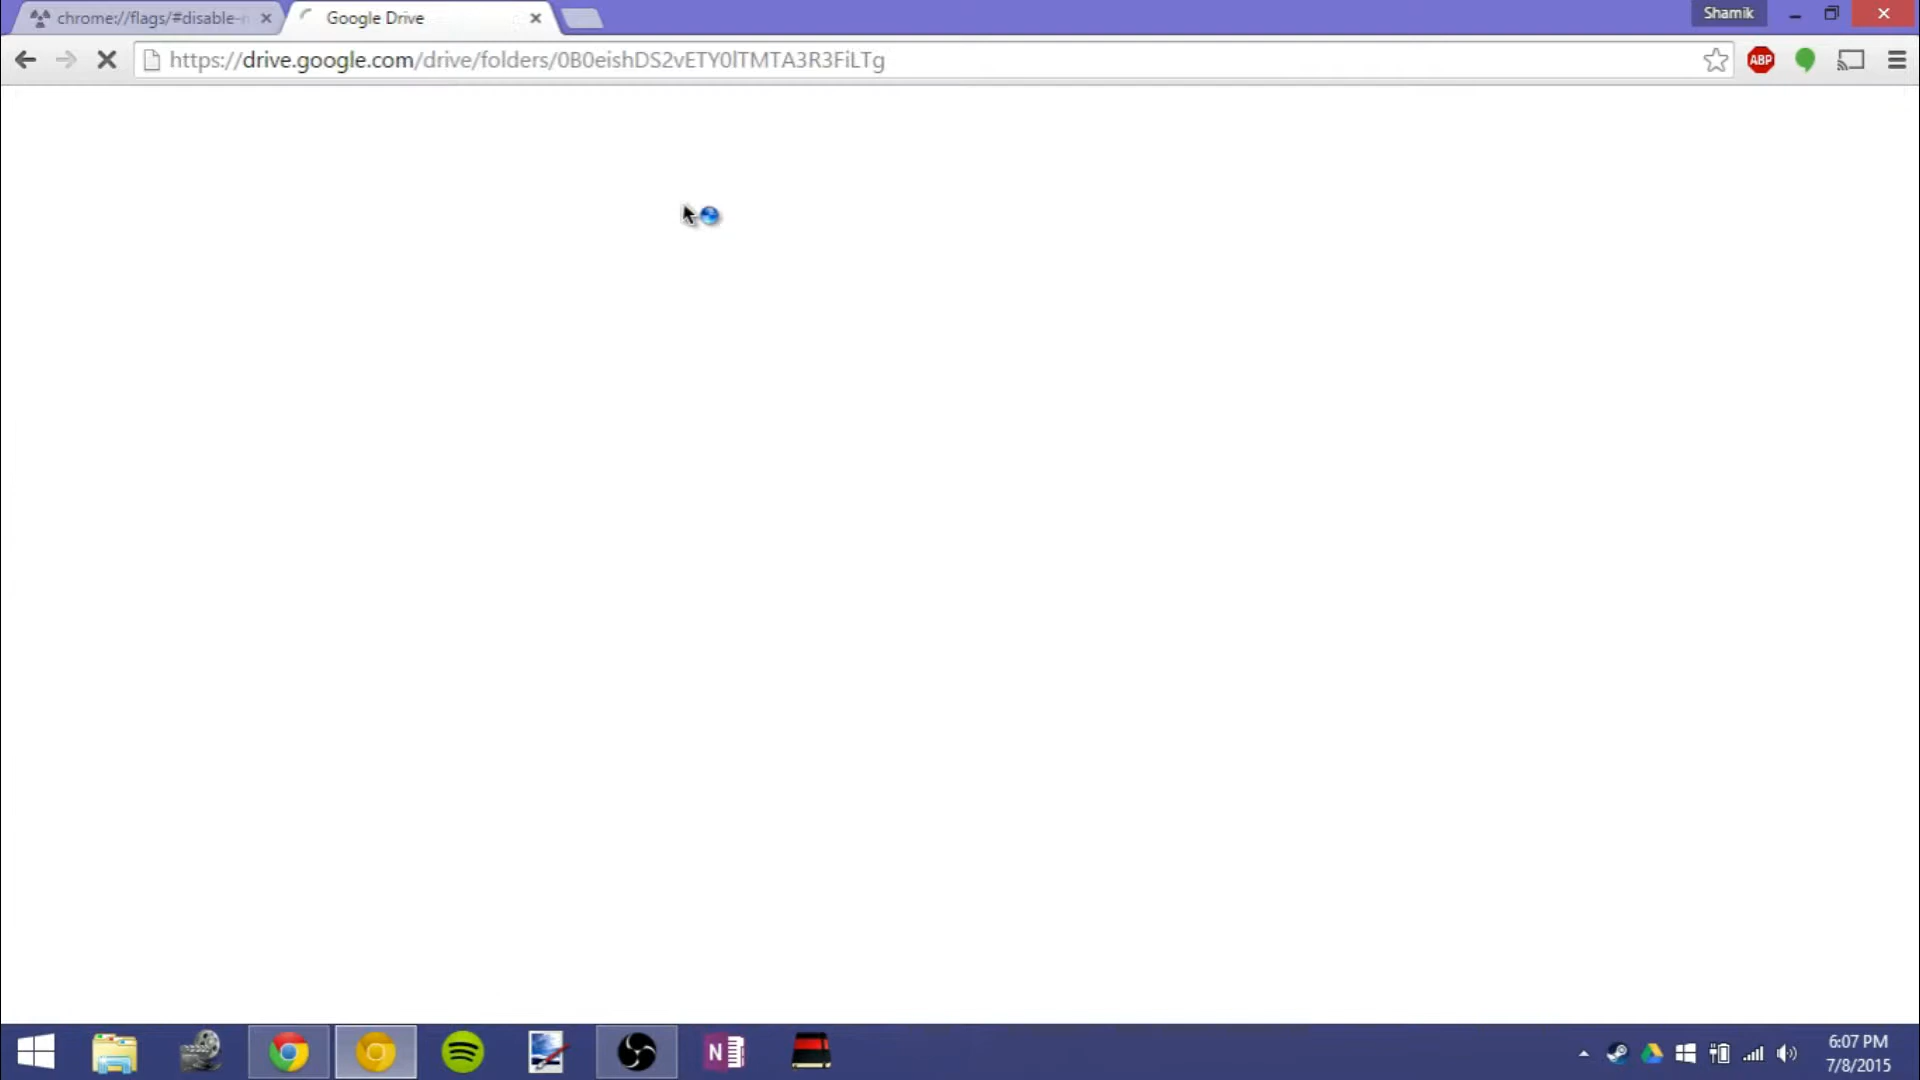 chrome://flags/#disable-n
Google Drive
Shamik
https://drive.google.com/drive/folders/0B0eishDS2vETY0lTMTA3R3FiLTg
ABP
N
6:07 PM
7/8/2015